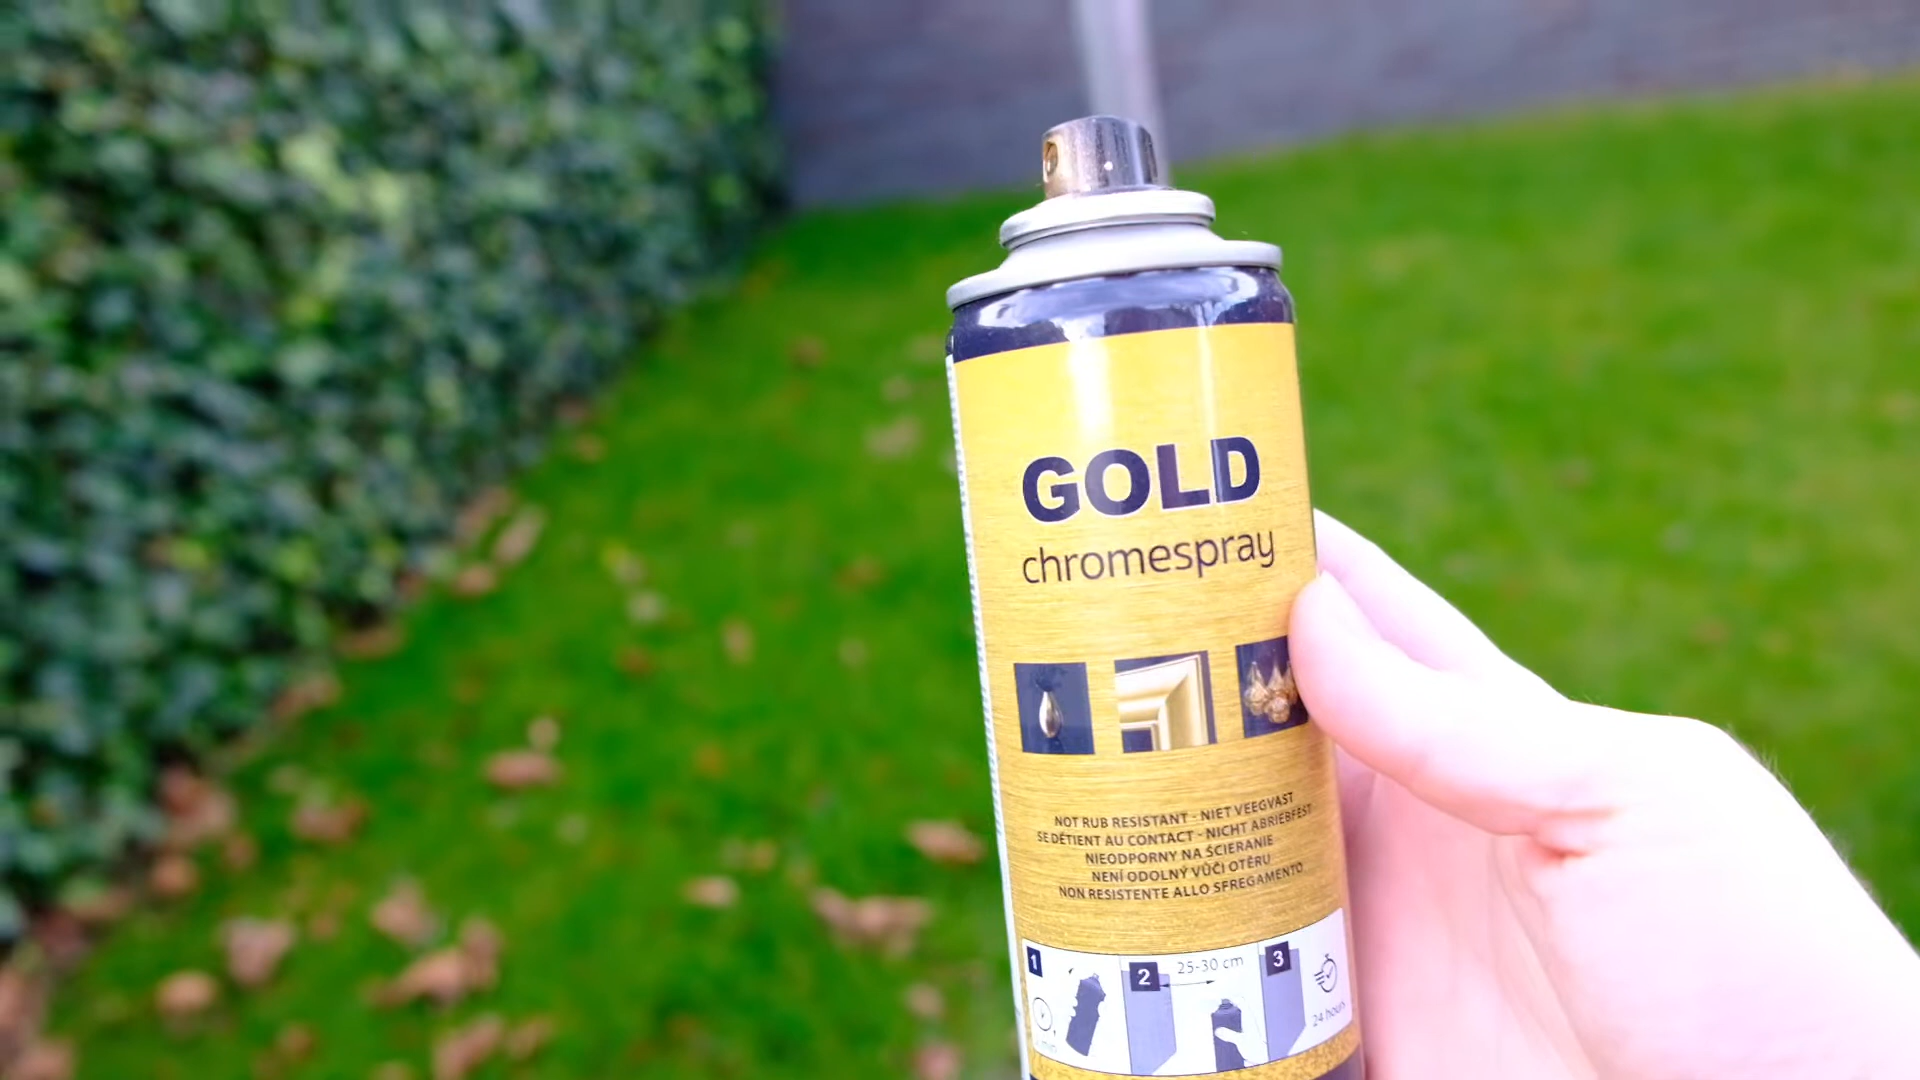 GOLD
chromespray
NOT RUB RESISTANT - NIET VEEGVAST
SE DÉTIENT AU CONTACT - NICHT ABRIEBFEST
NIEODPORNY NA ŚCIERANIE
NENÍ ODOLNÝ VŮČI OTĚRU
NON RESISTENTE ALLO SFREGAMENTO
1
2
25-30 cm
3
min
24 hours